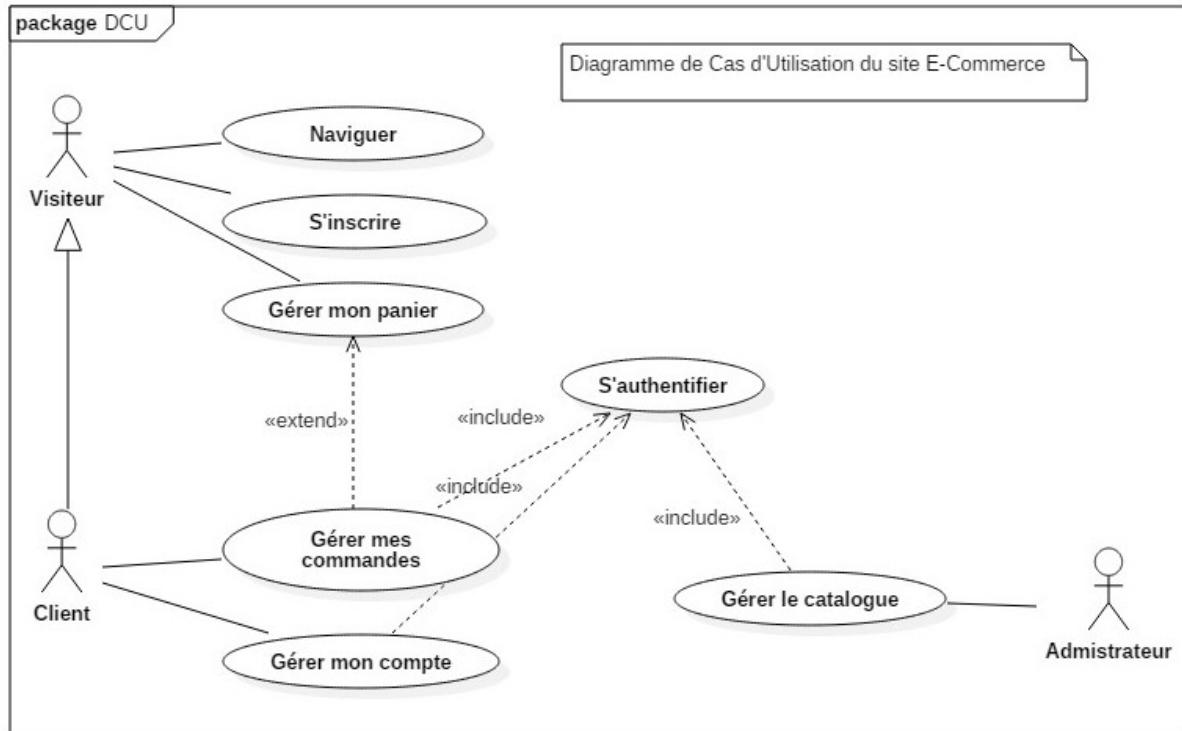 package DCU
Diagramme de Cas d'Utilisation du site E-Commerce
Naviguer
Visiteur
S'inscrire
Gérer mon panier
S'authentifier
«extend»
«include»
«include»
«include»
Gérer mes
commandes
Gérer le catalogue
Client
Admistrateur
Gérer mon compte